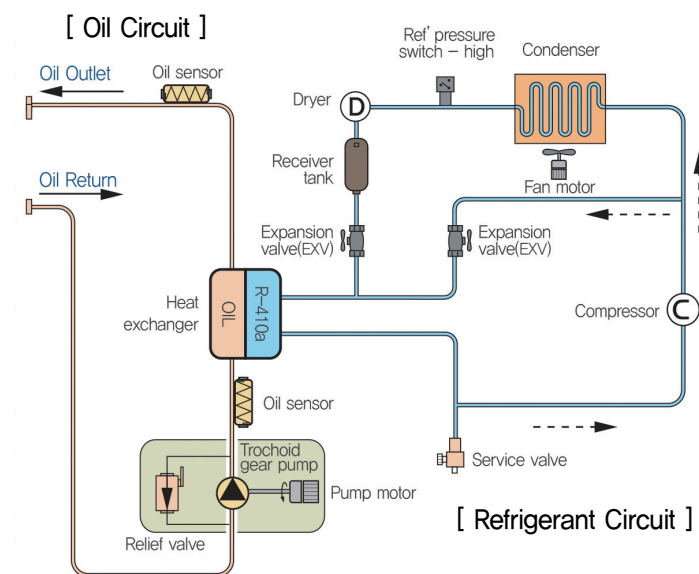 [ Oil Circuit ]
Oil Outlet
Oil sensor
Oil Return
Ref' pressure
switch – high
Condenser
Dryer
D
Receiver
tank
Fan motor
Expansion
valve(EXV)
Expansion
valve(EXV)
Heat
exchanger
OIL
R-410a
Compressor
C
Oil sensor
Trochoid
gear pump
Service valve
Pump motor
Relief valve
[ Refrigerant Circuit ]